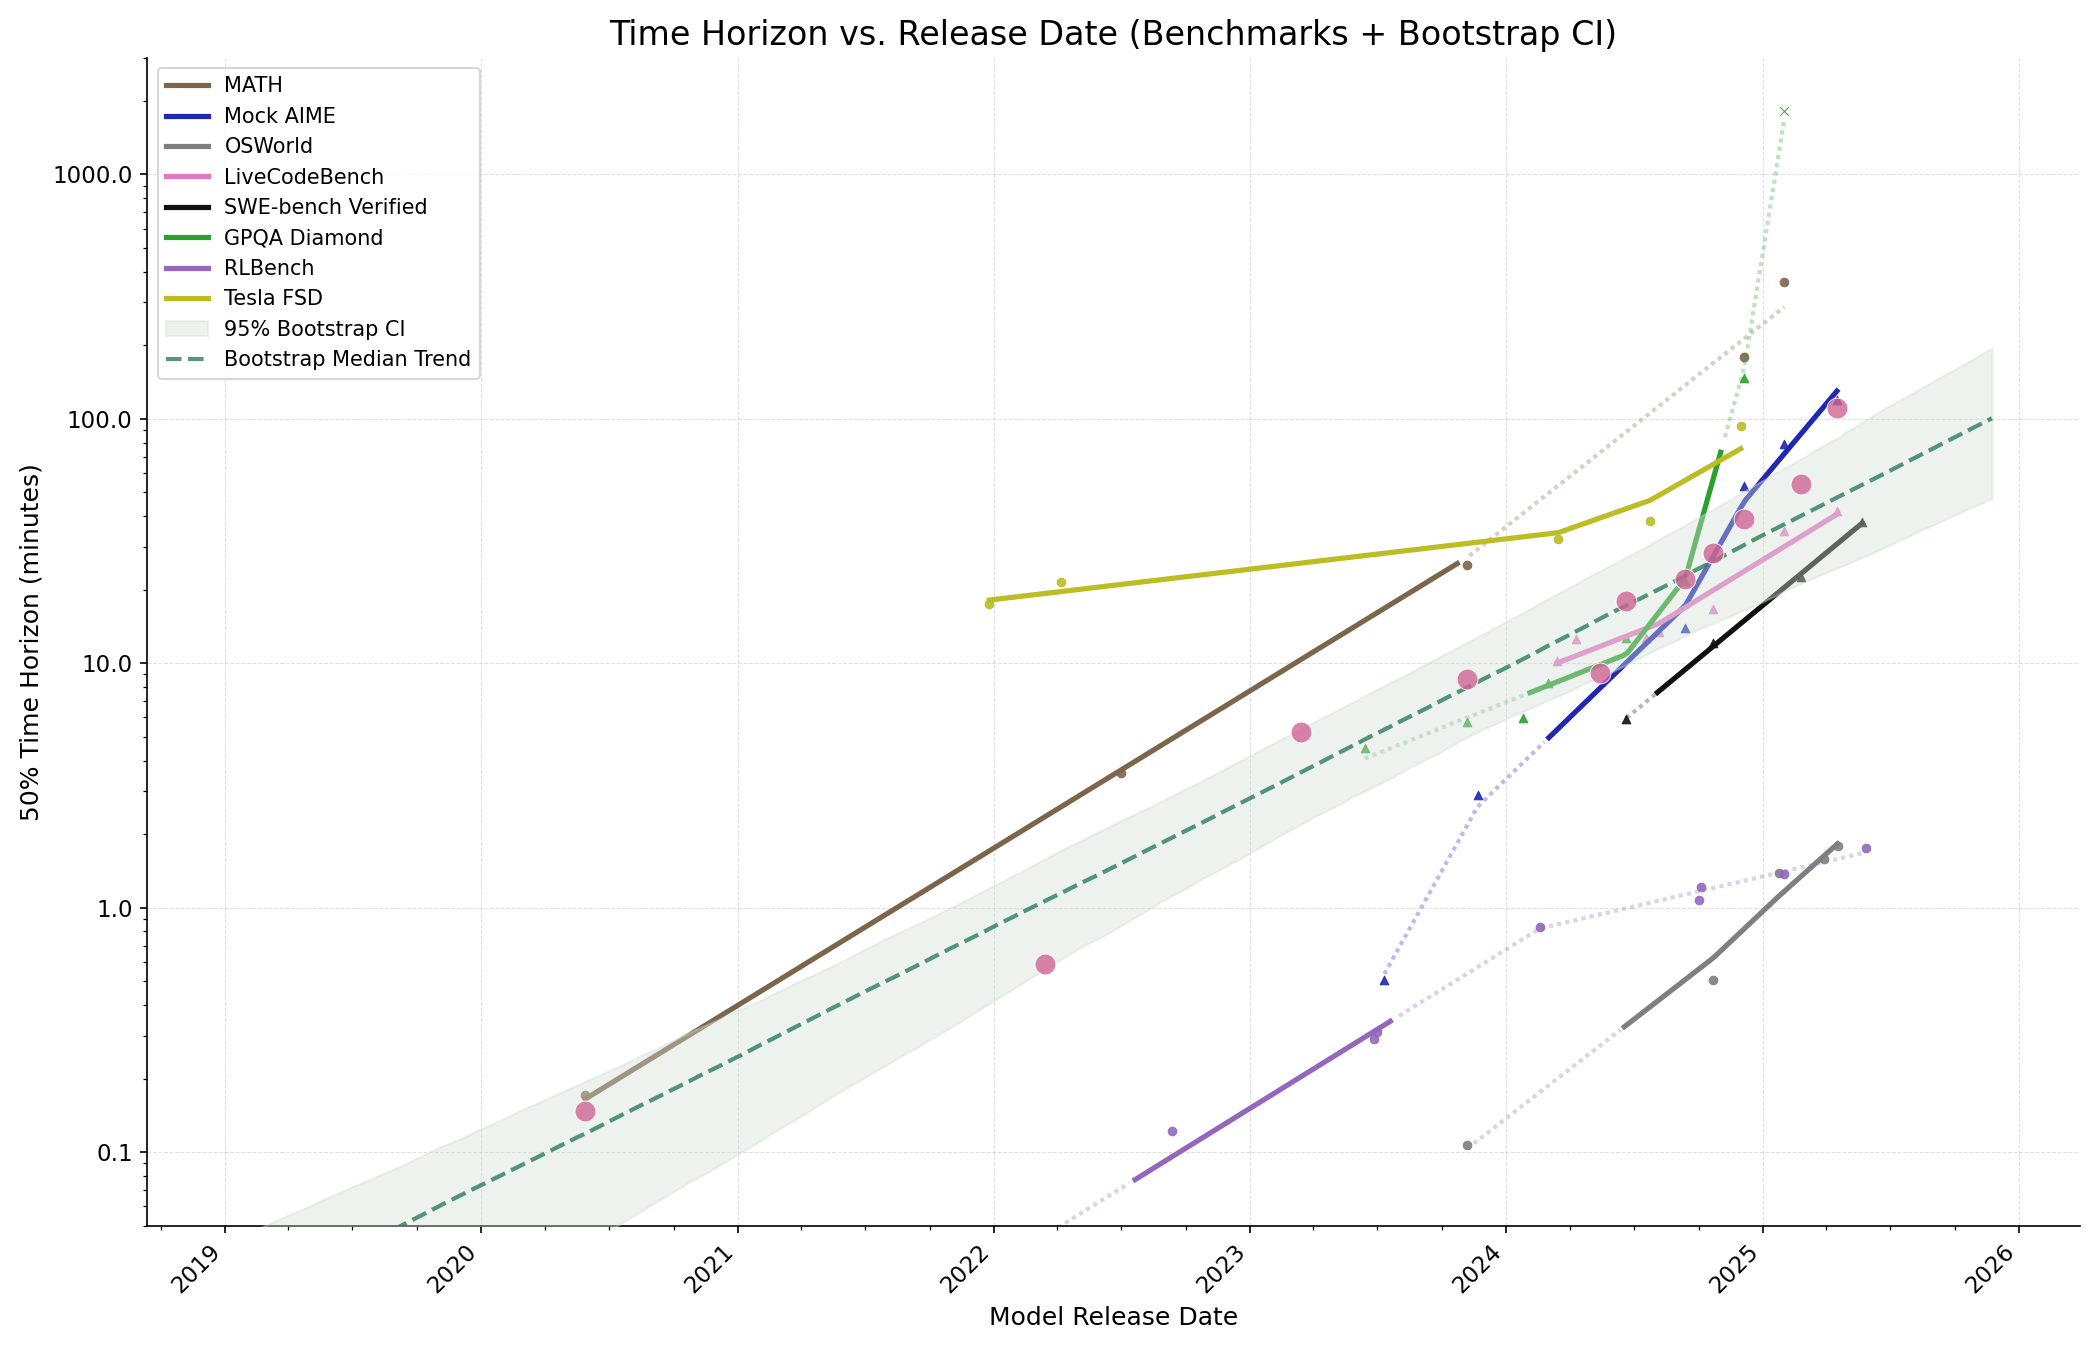 Time Horizon vs. Release Date (Benchmarks + Bootstrap CI)
MATH
Mock AIME
OSWorld
LiveCodeBench
SWE-bench Verified
GPQA Diamond
RLBench
Tesla FSD
95% Bootstrap CI
Bootstrap Median Trend
50% Time Horizon (minutes)
1000.0
100.0
10.0
1.0
0.1
2019
2020
2021
2022
2023
2024
2025
2026
Model Release Date